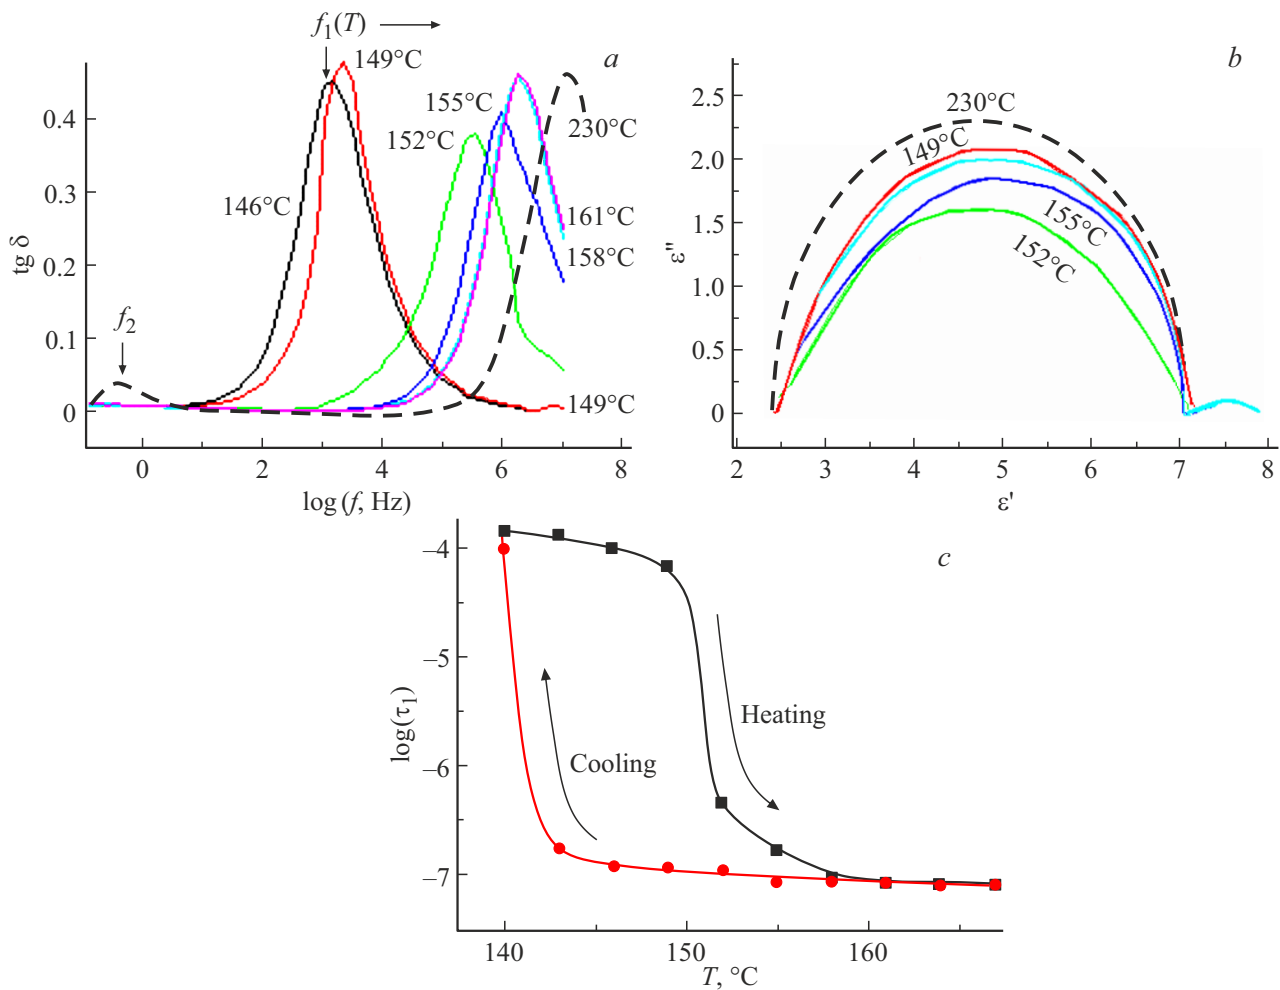 f₁(T)
a
149°C
146°C
152°C
155°C
230°C
161°C
158°C
149°C
f₂
tg δ
0.4
0.3
0.2
0.1
0
0 2 4 6 8
log (f, Hz)
b
230°C
149°C
155°C
152°C
ε''
2.5
2.0
1.5
1.0
0.5
0
2 3 4 5 6 7 8
ε'
c
Heating
Cooling
log(τ₁)
–4
–5
–6
–7
140 150 160
T, °C